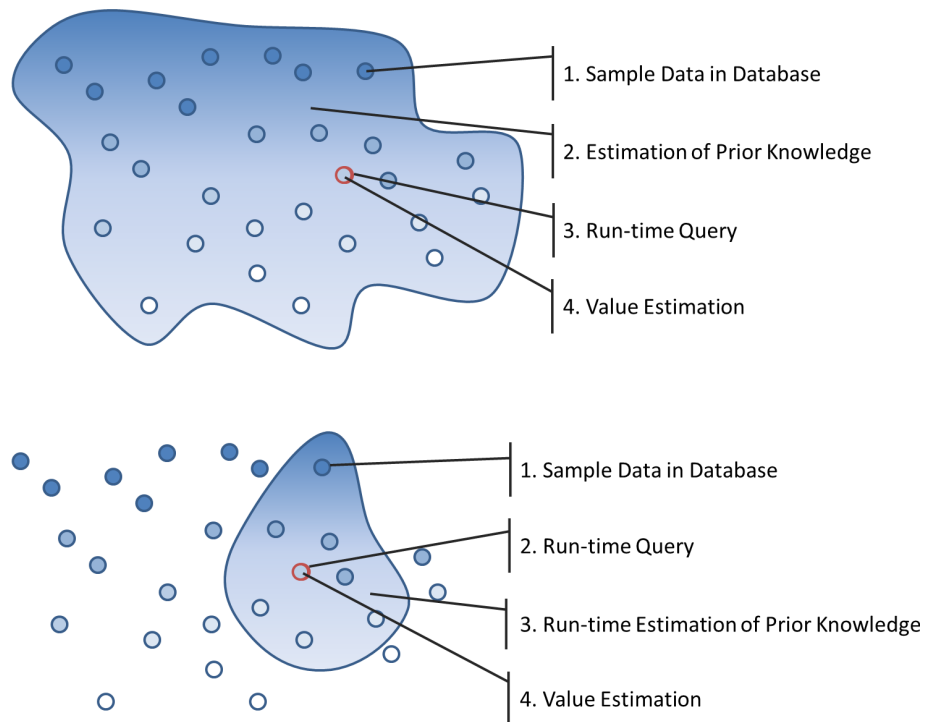 1. Sample Data in Database
2. Estimation of Prior Knowledge
3. Run-time Query
4. Value Estimation
1. Sample Data in Database
2. Run-time Query
3. Run-time Estimation of Prior Knowledge
4. Value Estimation